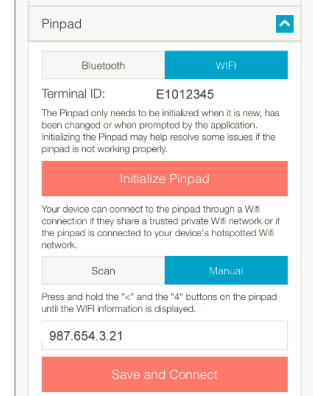 Pinpad
Bluetooth WIFI
Terminal ID: E1012345
The Pinpad only needs to be initialized when it is new, has
been changed or when prompted by the application.
Initializing the Pinpad may help resolve some issues if the
pinpad is not working properly.
Initialize Pinpad
Your device can connect to the pinpad through a Wifi
connection if they share a trusted private Wifi network or if
the pinpad is connected to your device's hotspotted Wifi
network.
Scan Manual
Press and hold the "<" and the "4" buttons on the pinpad
until the WIFI information is displayed.
987.654.3.21
Save and Connect